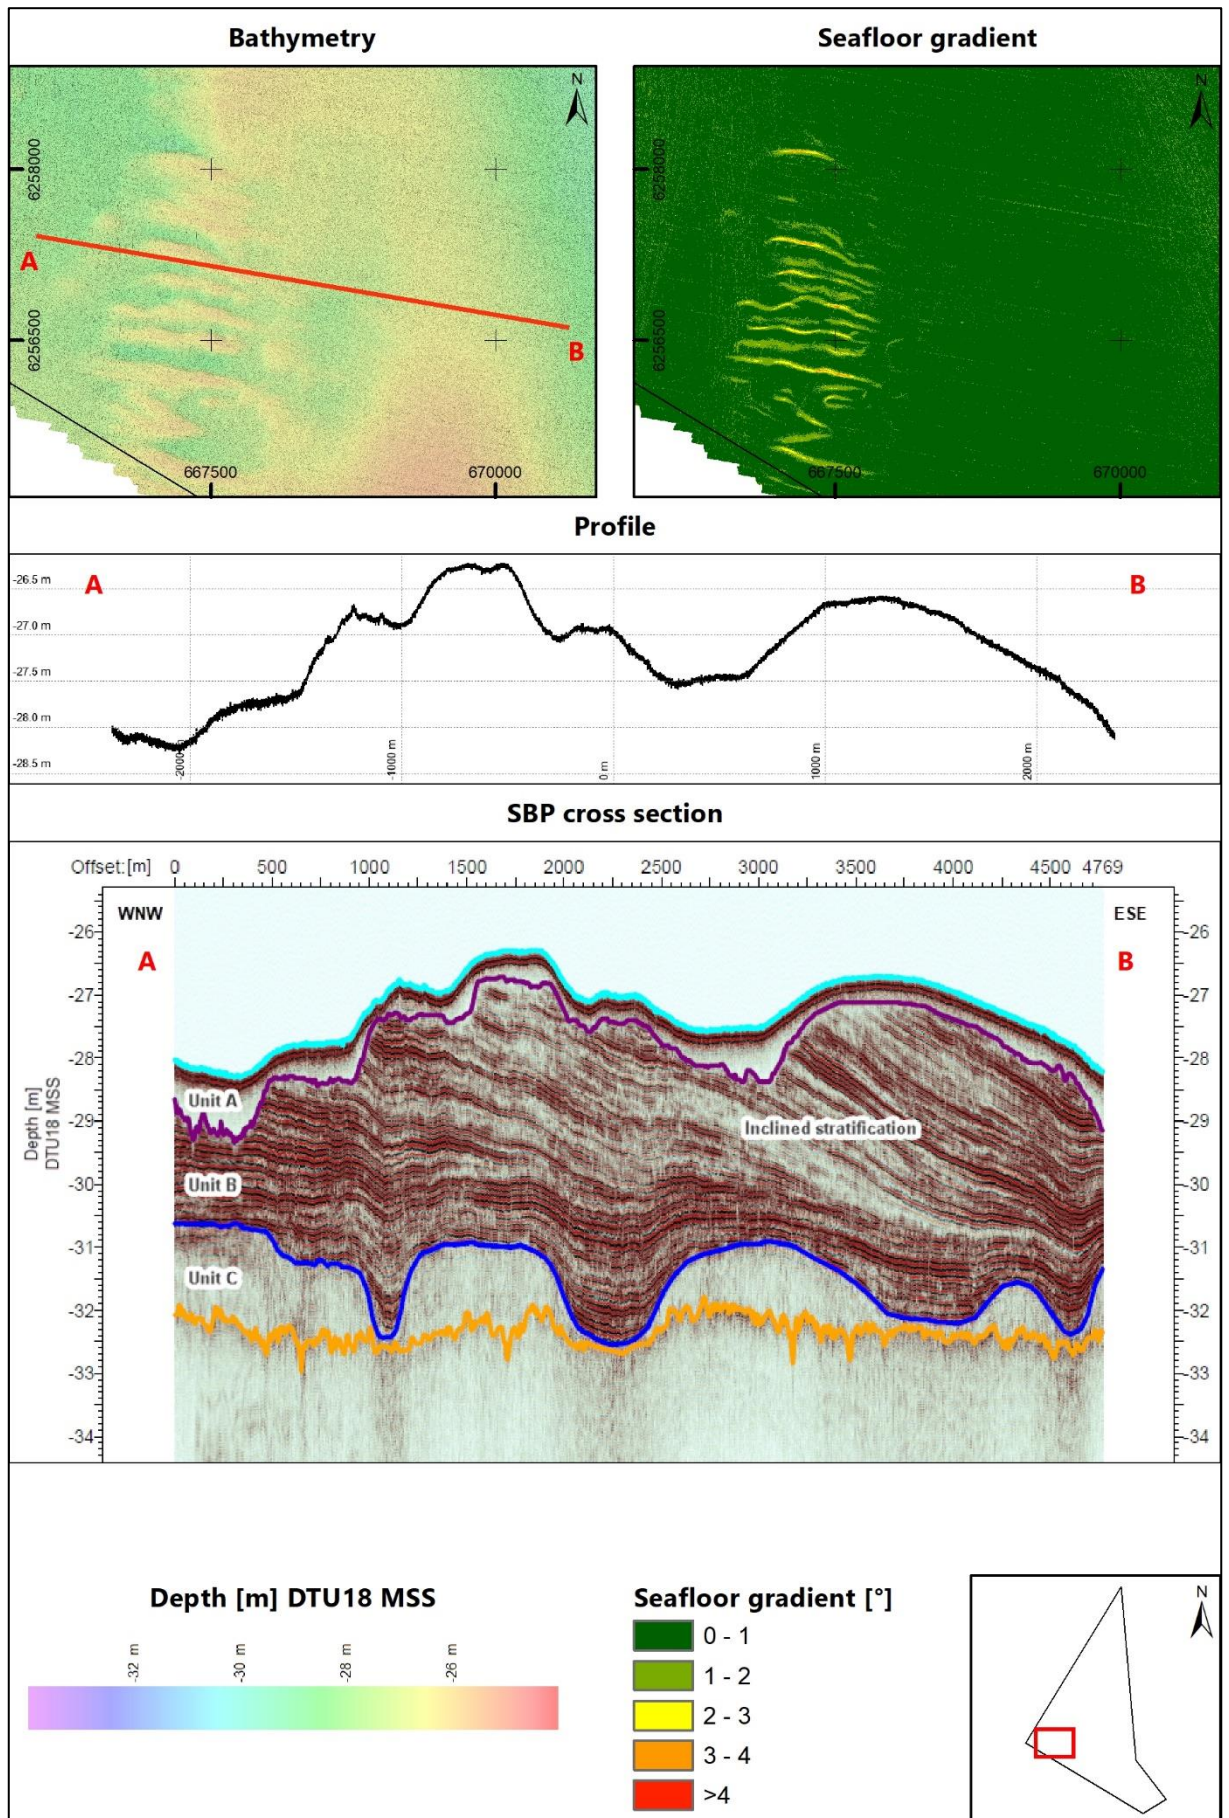 Bathymetry
Seafloor gradient
N
6258000
6256500
A
B
667500
670000
N
6258000
6256500
667500
670000
Profile
A
B
-26.5 m
-27.0 m
-27.5 m
-28.0 m
-28.5 m
-2000 m
-1000 m
0 m
1000 m
2000 m
SBP cross section
Offset:[m] 0 500 1000 1500 2000 2500 3000 3500 4000 4500 4769
WNW
ESE
A
B
-26
-27
-28
-29
-30
-31
-32
-33
-34
Depth [m]
DTU18 MSS
Unit A
Inclined stratification
Unit B
Unit C
-26
-27
-28
-29
-30
-31
-32
-33
-34
Depth [m] DTU18 MSS
-32 m
-30 m
-28 m
-26 m
Seafloor gradient [°]
0 - 1
1 - 2
2 - 3
3 - 4
>4
N